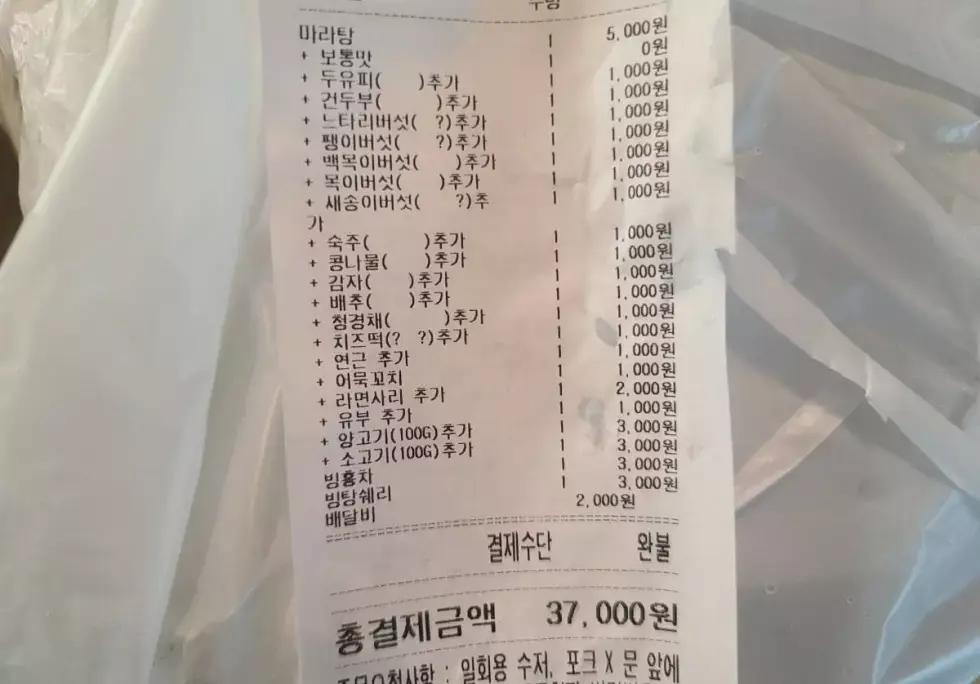 마라탕 1 5,000원
+ 보통맛 1 0원
+ 두유피( )추가 1 1,000원
+ 건두부( )추가 1 1,000원
+ 느타리버섯( ?)추가 1 1,000원
+ 팽이버섯( ?)추가 1 1,000원
+ 백목이버섯( )추가 1 1,000원
+ 목이버섯( )추가 1 1,000원
+ 새송이버섯( ?)추 1 1,000원
가
+ 숙주( )추가 1 1,000원
+ 콩나물( )추가 1 1,000원
+ 감자( )추가 1 1,000원
+ 배추( )추가 1 1,000원
+ 청경채( )추가 1 1,000원
+ 치즈떡(? ?)추가 1 1,000원
+ 연근 추가 1 1,000원
+ 어묵꼬치 1 1,000원
+ 라면사리 추가 1 2,000원
+ 유부 추가 1 1,000원
+ 양고기(100G)추가 1 3,000원
+ 소고기(100G)추가 1 3,000원
빙홍차 1 3,000원
빙탕쉐리 1 3,000원
배달비 2,000원
결제수단 완불
총결제금액 37,000원
: 일회용 수저, 포크 X 문 앞에